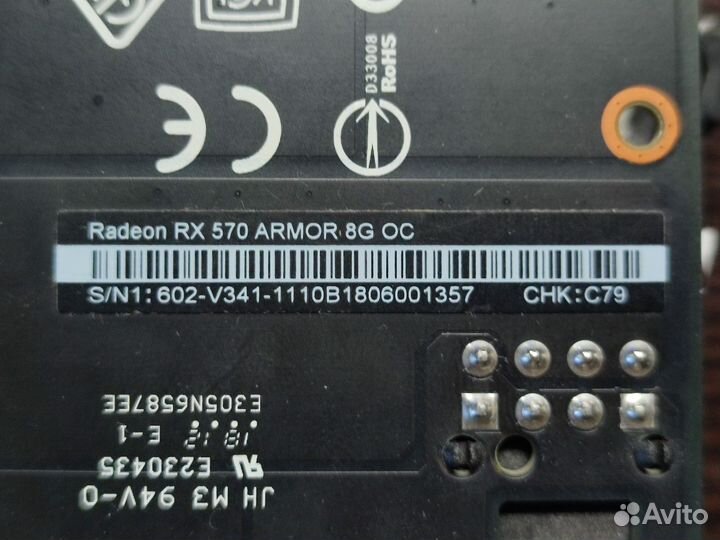 D33008
RoHS
CE
Radeon RX 570 ARMOR 8G OC
S/N1: 602-V341-1110B1806001357 CHK: C79
JH M3 94V-0
E230435
E-1
E305N6587EE
Avito